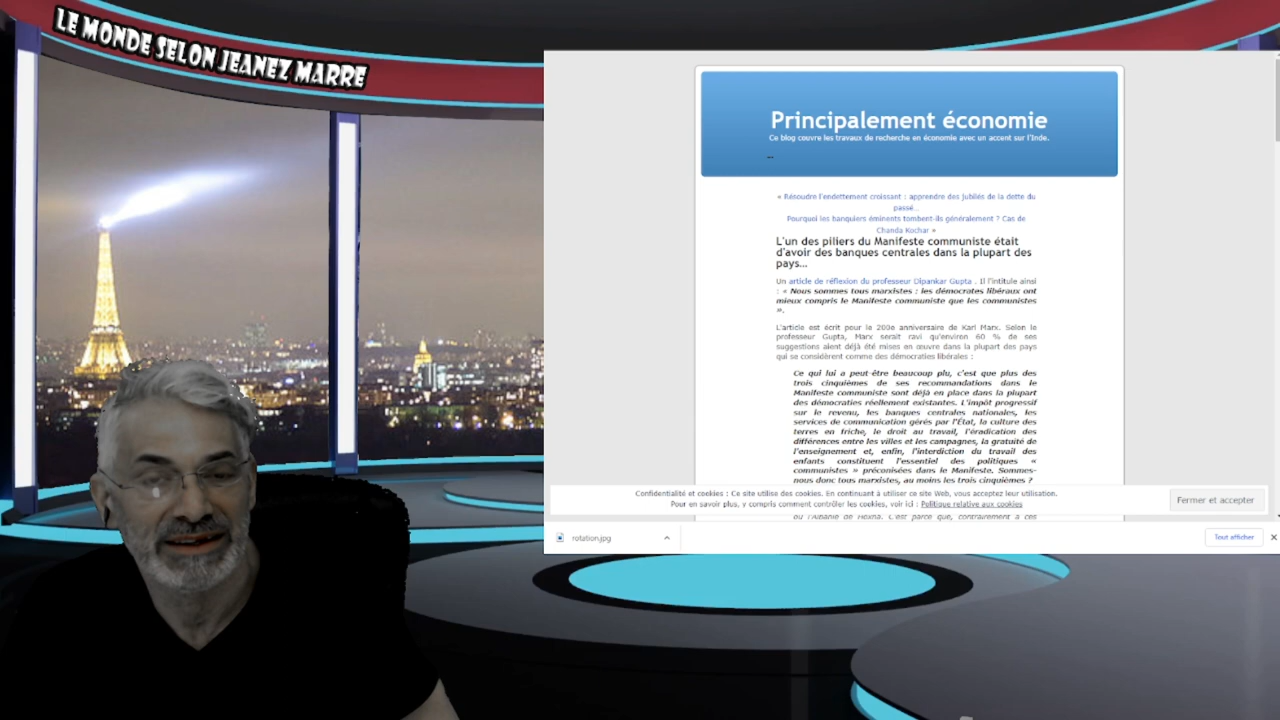 LE MONDE SELON JEANEZ MARRE
Principalement économie
Ce blog couvre les travaux de recherche en économie avec un accent sur l'Inde.
« Résoudre l'endettement croissant : apprendre des jubilés de la dette du
passé…
Pourquoi les banquiers éminents tombent-ils généralement ? Cas de
Chanda Kochar »
L'un des piliers du Manifeste communiste était
d'avoir des banques centrales dans la plupart des
pays…
Un article de réflexion du professeur Dipankar Gupta . Il l'intitule ainsi
: « Nous sommes tous marxistes : les démocrates libéraux ont
mieux compris le Manifeste communiste que les communistes
».
L'article est écrit pour le 200e anniversaire de Karl Marx. Selon le
professeur Gupta, Marx serait ravi qu'environ 60 % de ses
suggestions aient déjà été mises en œuvre dans la plupart des pays
qui se considèrent comme des démocraties libérales :
Ce qui lui a peut-être beaucoup plu, c'est que plus des
trois cinquièmes de ses recommandations dans le
Manifeste communiste sont déjà en place dans la plupart
des démocraties réellement existantes. L'impôt progressif
sur le revenu, les banques centrales nationales, les
services de communication gérés par l'État, la culture des
terres en friche, le droit au travail, l'éradication des
différences entre les villes et les campagnes, la gratuité de
l'enseignement et, enfin, l'interdiction du travail des
enfants constituent l'essentiel des politiques «
communistes » préconisées dans le Manifeste. Sommes-
nous donc tous marxistes, au moins les trois cinquièmes ?
Confidentialité et cookies : Ce site utilise des cookies. En continuant à utiliser ce site Web, vous acceptez leur utilisation.
Pour en savoir plus, y compris comment contrôler les cookies, voir ici : Politique relative aux cookies
Fermer et accepter
ou l'Albanie de Hoxha. C'est parce que, contrairement à ces
rotation.jpg
Tout afficher